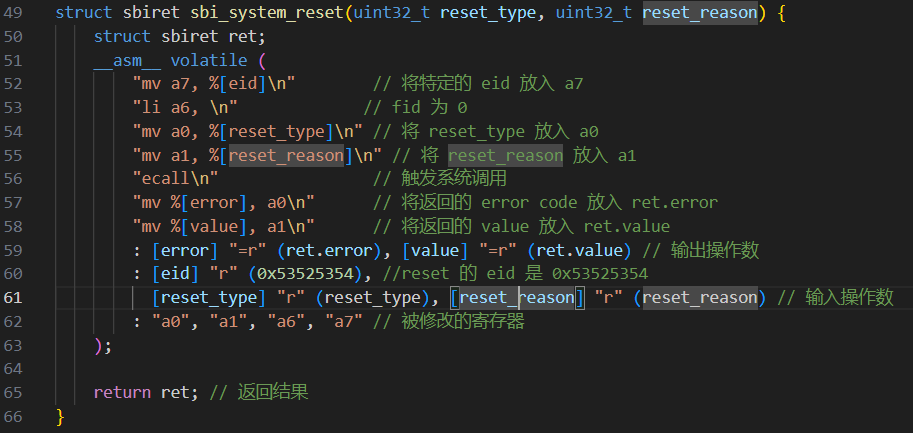 49 struct sbiret sbi_system_reset(uint32_t reset_type, uint32_t reset_reason) {
50     struct sbiret ret;
51     __asm__ volatile (
52         "mv a7, %[eid]\n"          // 将特定的 eid 放入 a7
53         "li a6, \n"               // fid 为 0
54         "mv a0, %[reset_type]\n" // 将 reset_type 放入 a0
55         "mv a1, %[reset_reason]\n" // 将 reset_reason 放入 a1
56         "ecall\n"                  // 触发系统调用
57         "mv %[error], a0\n"        // 将返回的 error code 放入 ret.error
58         "mv %[value], a1\n"        // 将返回的 value 放入 ret.value
59         : [error] "=r" (ret.error), [value] "=r" (ret.value) // 输出操作数
60         : [eid] "r" (0x53525354), //reset 的 eid 是 0x53525354
61           [reset_type] "r" (reset_type), [reset_reason] "r" (reset_reason) // 输入操作数
62         : "a0", "a1", "a6", "a7" // 被修改的寄存器
63     );
64
65     return ret; // 返回结果
66 }